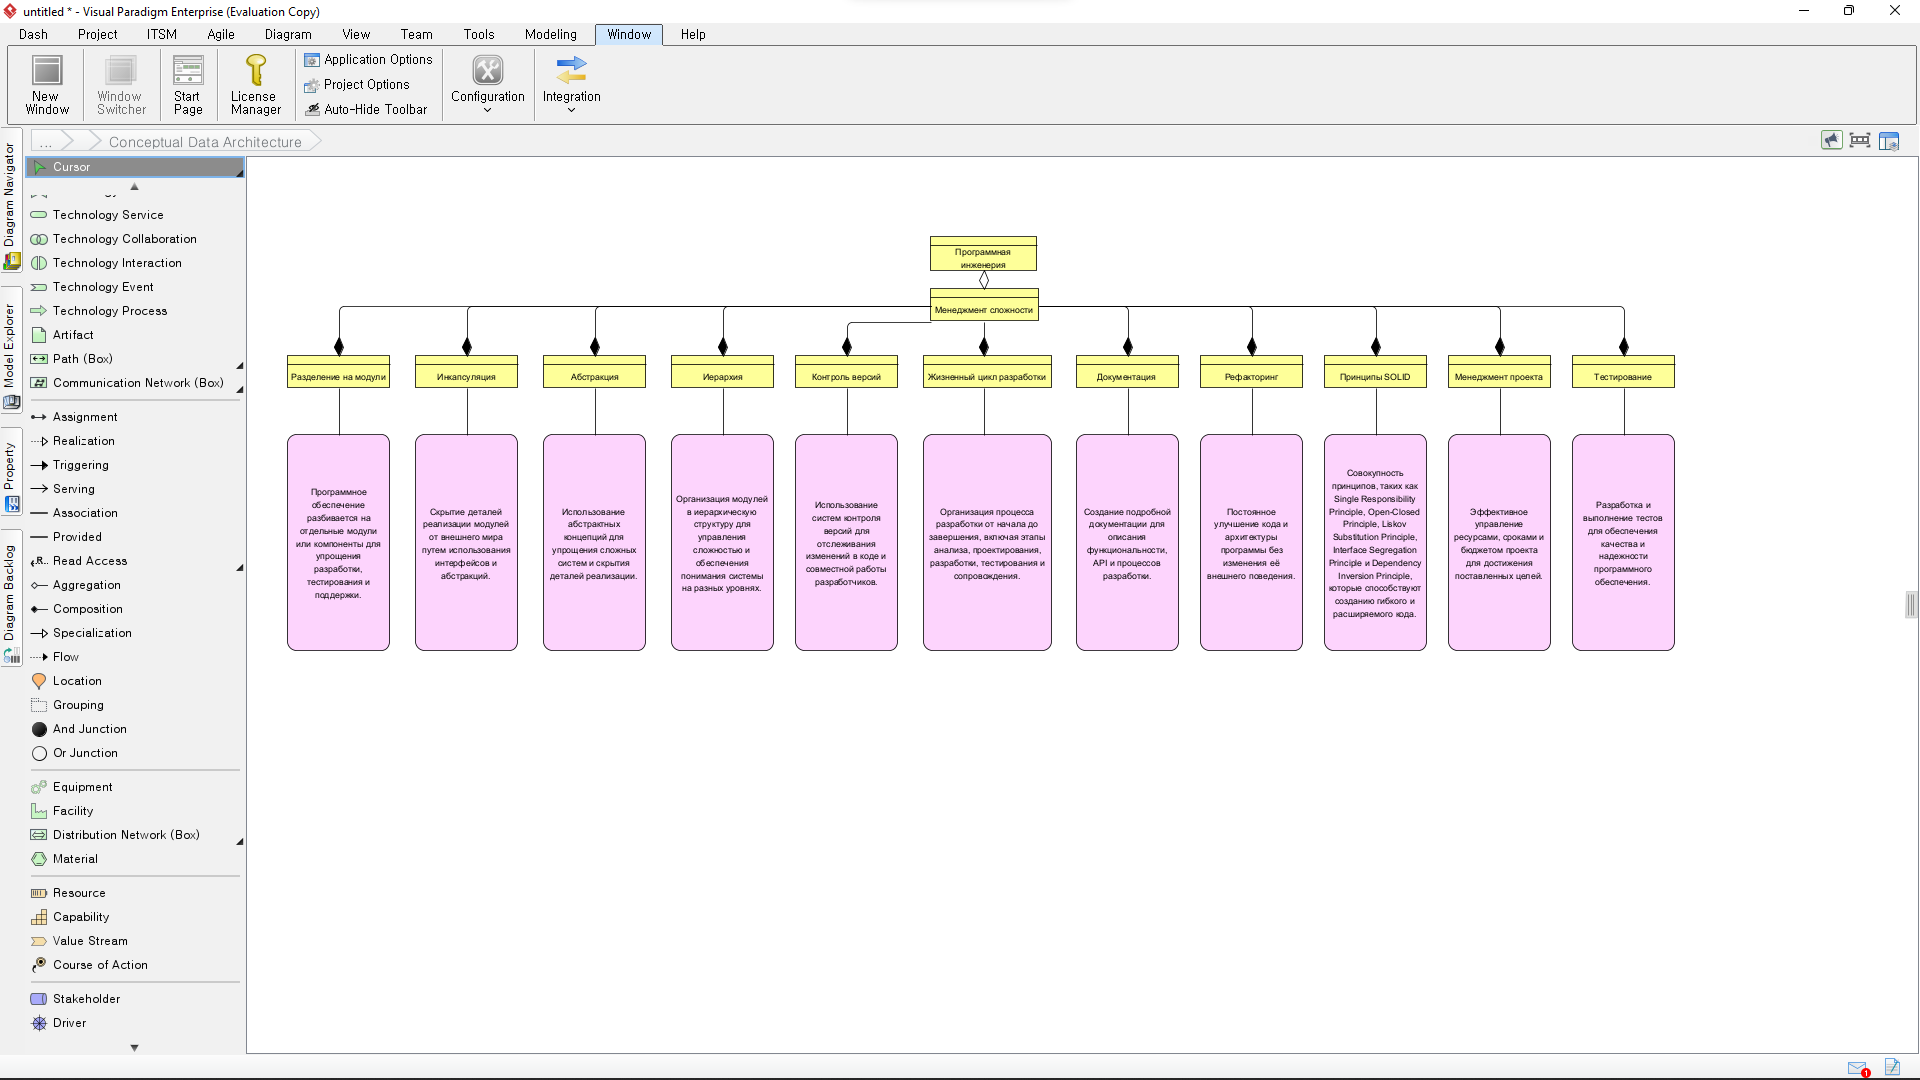 untitled * - Visual Paradigm Enterprise (Evaluation Copy)
Dash Project ITSM Agile Diagram View Team Tools Modeling Window Help
New
Window
Window
Switcher
Start
Page
License
Manager
Application Options
Project Options
Auto-Hide Toolbar
Configuration
Integration
... Conceptual Data Architecture
Diagram Navigator
Model Explorer
Property
Diagram Backlog
Cursor
Technology Service
Technology Collaboration
Technology Interaction
Technology Event
Technology Process
Artifact
Path (Box)
Communication Network (Box)
Assignment
Realization
Triggering
Serving
Association
Provided
Read Access
Aggregation
Composition
Specialization
Flow
Location
Grouping
And Junction
Or Junction
Equipment
Facility
Distribution Network (Box)
Material
Resource
Capability
Value Stream
Course of Action
Stakeholder
Driver
Программная
инженерия
Менеджмент сложности
Разделение на модули
Инкапсуляция
Абстракция
Иерархия
Контроль версий
Жизненный цикл разработки
Документация
Рефакторинг
Принципы SOLID
Менеджмент проекта
Тестирование
Программное
обеспечение
разбивается на
отдельные модули
или компоненты для
упрощения
разработки,
тестирования и
поддержки.
Скрытие деталей
реализации модулей
от внешнего мира
путем использования
интерфейсов и
абстракций.
Использование
абстрактных
концепций для
упрощения сложных
систем и скрытия
деталей реализации.
Организация модулей
в иерархическую
структуру для
управления
сложностью и
обеспечения
понимания системы
на разных уровнях.
Использование
систем контроля
версий для
отслеживания
изменений в коде и
совместной работы
разработчиков.
Организация процесса
разработки от начала до
завершения, включая этапы
анализа, проектирования,
разработки, тестирования и
сопровождения.
Создание подробной
документации для
описания
функциональности,
API и процессов
разработки.
Постоянное
улучшение кода и
архитектуры
программы без
изменения её
внешнего поведения.
Совокупность
принципов, таких как
Single Responsibility
Principle, Open-Closed
Principle, Liskov
Substitution Principle,
Interface Segregation
Principle и Dependency
Inversion Principle,
которые способствуют
созданию гибкого и
расширяемого кода.
Эффективное
управление
ресурсами, сроками и
бюджетом проекта
для достижения
поставленных целей.
Разработка и
выполнение тестов
для обеспечения
качества и
надежности
программного
обеспечения.
1